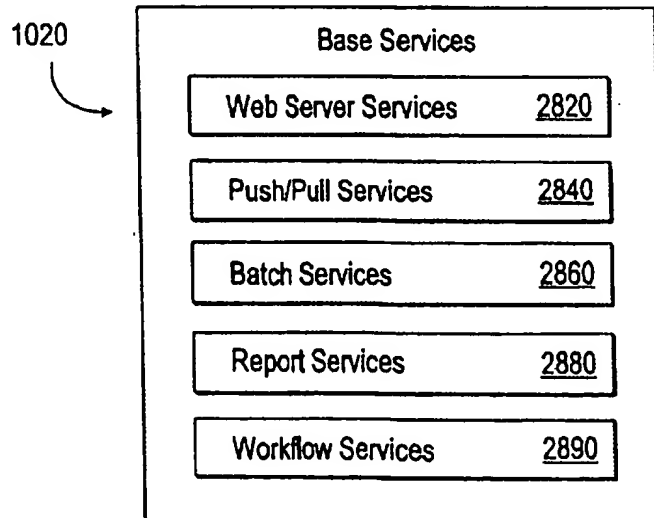 1020
Base Services
Web Server Services 2820
Push/Pull Services 2840
Batch Services 2860
Report Services 2880
Workflow Services 2890